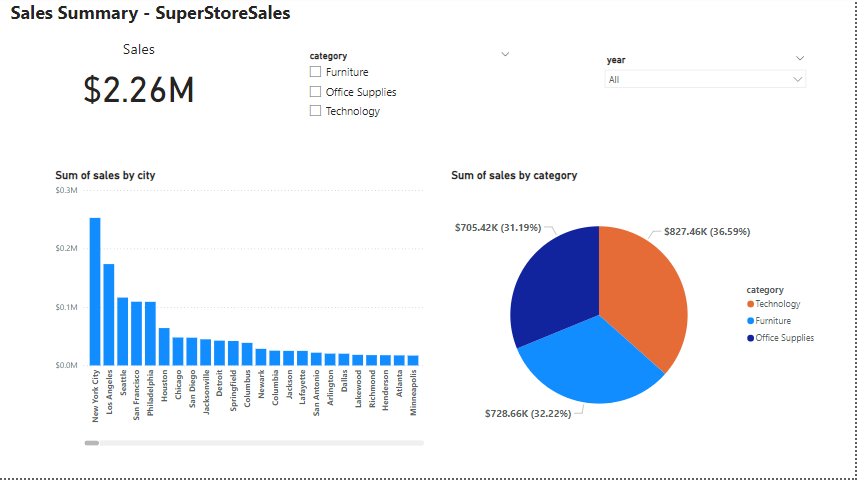 Sales Summary - SuperStoreSales
Sales
$2.26M
category
Furniture
Office Supplies
Technology
year
All
Sum of sales by city
$0.3M
$0.2M
$0.1M
$0.0M
New York City
Los Angeles
Seattle
San Francisco
Philadelphia
Houston
Chicago
San Diego
Jacksonville
Detroit
Springfield
Columbus
Newark
Columbia
Jackson
Lafayette
San Antonio
Arlington
Dallas
Lakewood
Richmond
Henderson
Atlanta
Minneapolis
Sum of sales by category
$705.42K (31.19%)
$827.46K (36.59%)
$728.66K (32.22%)
category
Technology
Furniture
Office Supplies